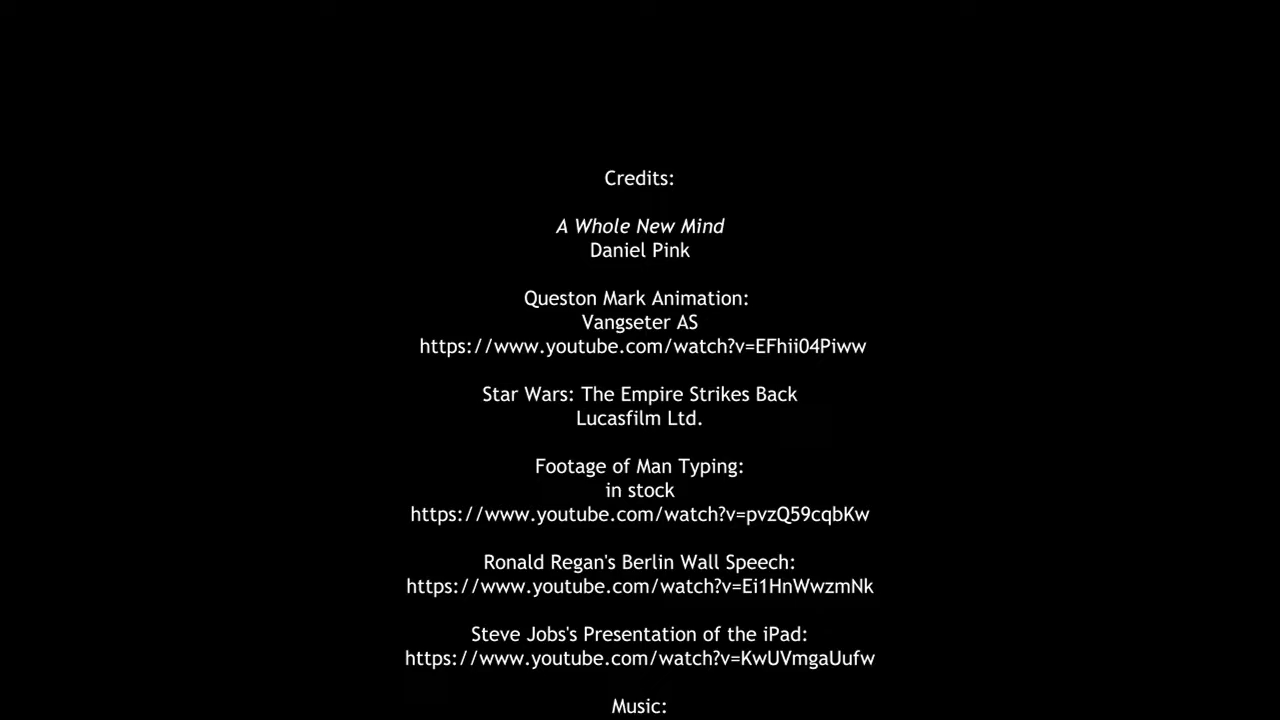 Credits:
A Whole New Mind
Daniel Pink
Queston Mark Animation:
Vangseter AS
https://www.youtube.com/watch?v=EFhii04Piww
Star Wars: The Empire Strikes Back
Lucasfilm Ltd.
Footage of Man Typing:
in stock
https://www.youtube.com/watch?v=pvzQ59cqbKw
Ronald Regan's Berlin Wall Speech:
https://www.youtube.com/watch?v=Ei1HnWwzmNk
Steve Jobs's Presentation of the iPad:
https://www.youtube.com/watch?v=KwUVmgaUufw
Music: